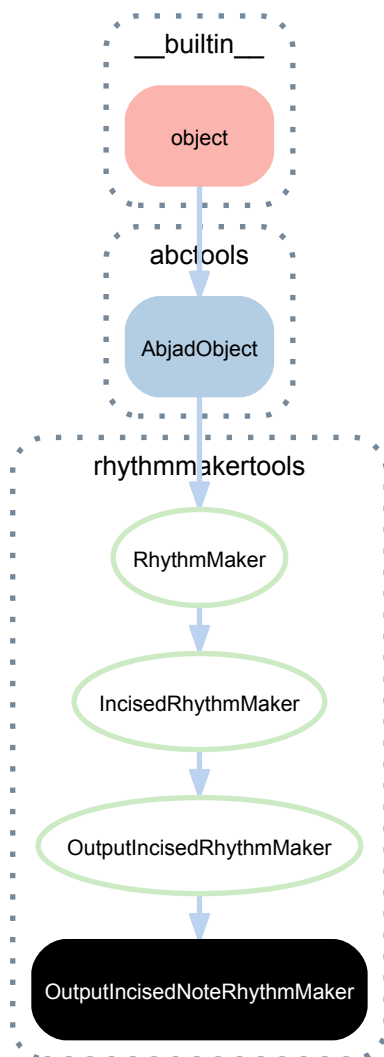 __builtin__
object
abctools
AbjadObject
rhythmmakertools
RhythmMaker
IncisedRhythmMaker
OutputIncisedRhythmMaker
OutputIncisedNoteRhythmMaker